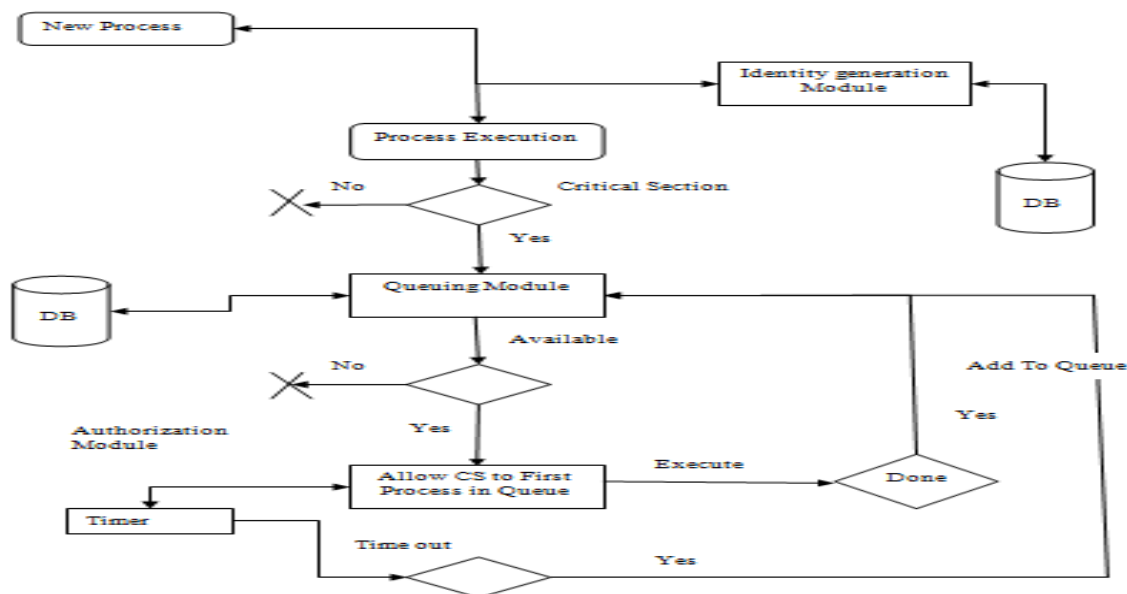 New Process
Identity generation
Module
Process Execution
No
Critical Section
DB
Yes
Queuing Module
DB
Available
No
Add To Queue
Yes
Yes
Authorization
Module
Allow CS to First
Process in Queue
Execute
Done
Timer
Time out
Yes